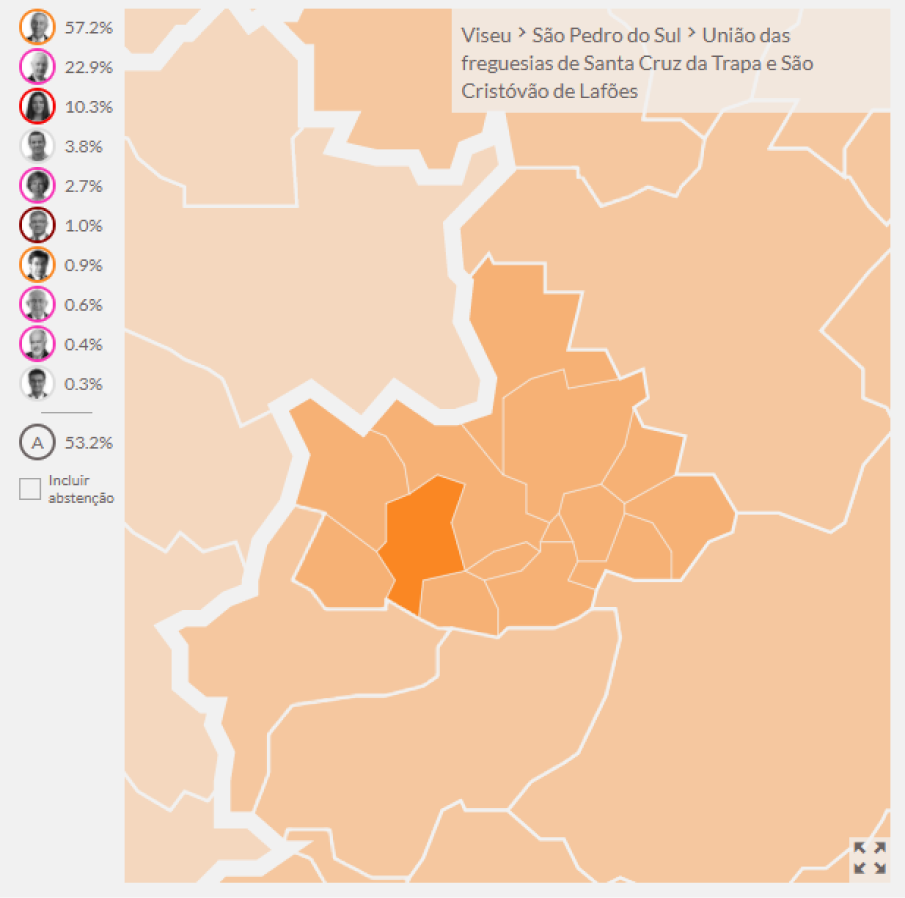 57.2%
22.9%
10.3%
3.8%
2.7%
1.0%
0.9%
0.6%
0.4%
0.3%
A 53.2%
Incluir
abstenção
Viseu > São Pedro do Sul > União das
freguesias de Santa Cruz da Trapa e São
Cristóvão de Lafões